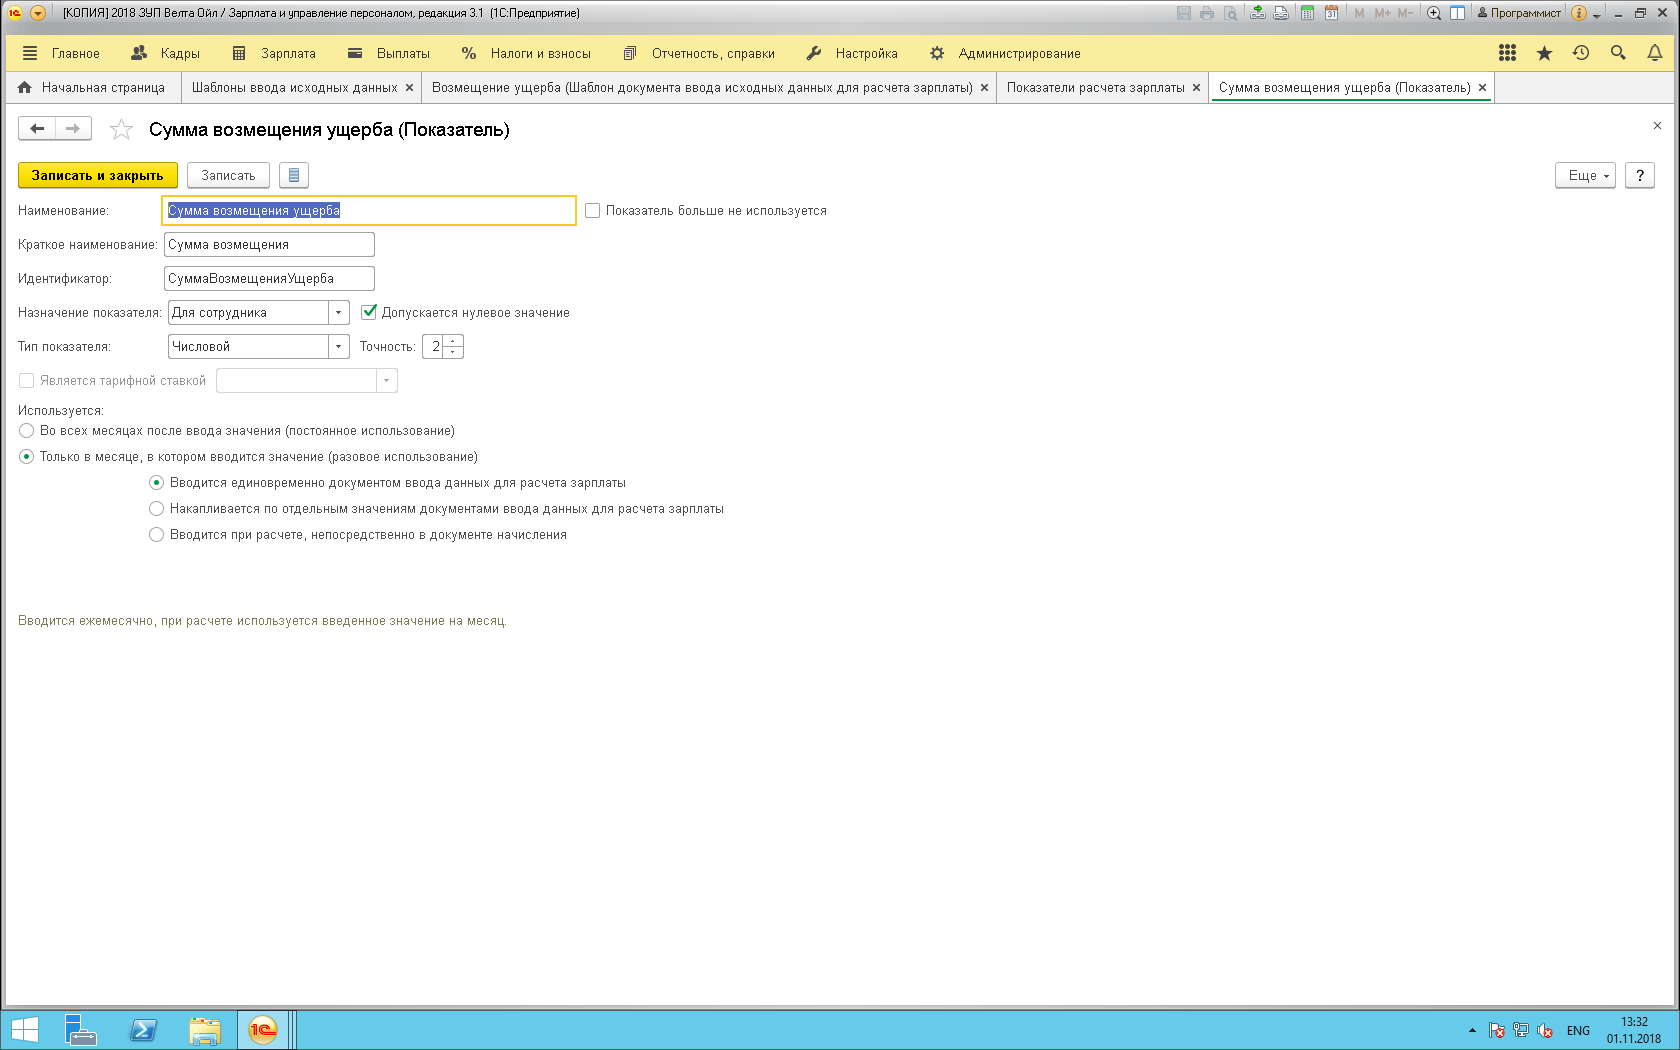 [КОПИЯ] 2018 ЗУП Велта Ойл / Зарплата и управление персоналом, редакция 3.1 (1С:Предприятие)
M M+ M- Программист
Главное Кадры Зарплата Выплаты Налоги и взносы Отчетность, справки Настройка Администрирование
Начальная страница Шаблоны ввода исходных данных × Возмещение ущерба (Шаблон документа ввода исходных данных для расчета зарплаты) × Показатели расчета зарплаты × Сумма возмещения ущерба (Показатель) ×
Сумма возмещения ущерба (Показатель)
Записать и закрыть Записать Еще ?
Наименование: Сумма возмещения ущерба Показатель больше не используется
Краткое наименование: Сумма возмещения
Идентификатор: СуммаВозмещенияУщерба
Назначение показателя: Для сотрудника Допускается нулевое значение
Тип показателя: Числовой Точность: 2
Является тарифной ставкой
Используется:
Во всех месяцах после ввода значения (постоянное использование)
Только в месяце, в котором вводится значение (разовое использование)
Вводится единовременно документом ввода данных для расчета зарплаты
Накапливается по отдельным значениям документами ввода данных для расчета зарплаты
Вводится при расчете, непосредственно в документе начисления
Вводится ежемесячно, при расчете используется введенное значение на месяц.
ENG
13:32
01.11.2018